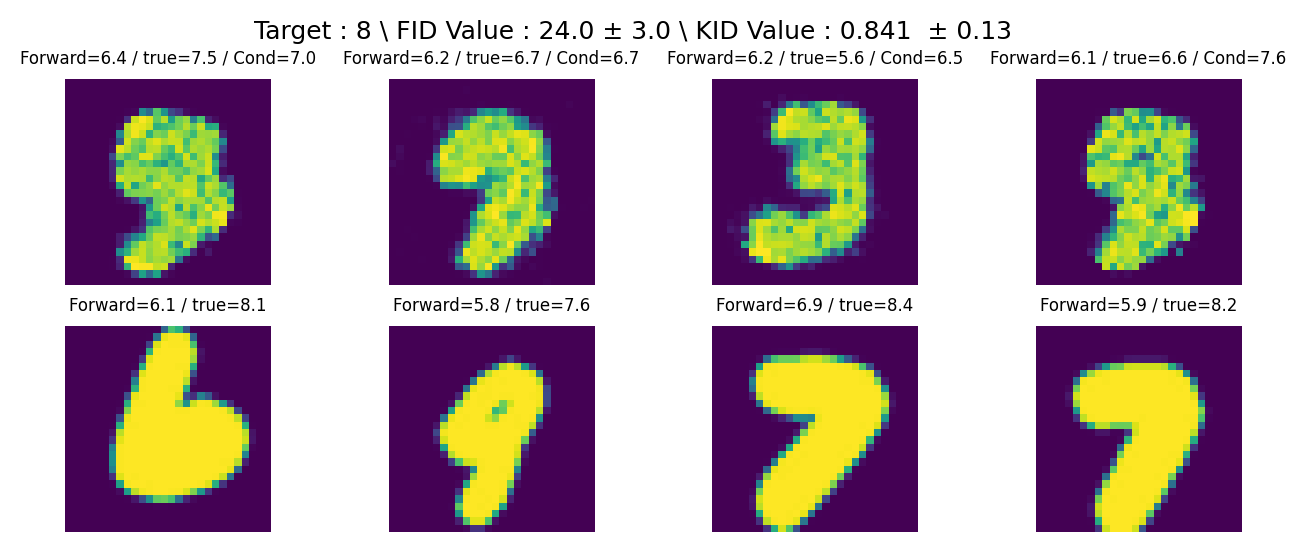 Target : 8 \ FID Value : 24.0 ± 3.0 \ KID Value : 0.841 ± 0.13
Forward=6.4 / true=7.5 / Cond=7.0
Forward=6.2 / true=6.7 / Cond=6.7
Forward=6.2 / true=5.6 / Cond=6.5
Forward=6.1 / true=6.6 / Cond=7.6
Forward=6.1 / true=8.1
Forward=5.8 / true=7.6
Forward=6.9 / true=8.4
Forward=5.9 / true=8.2